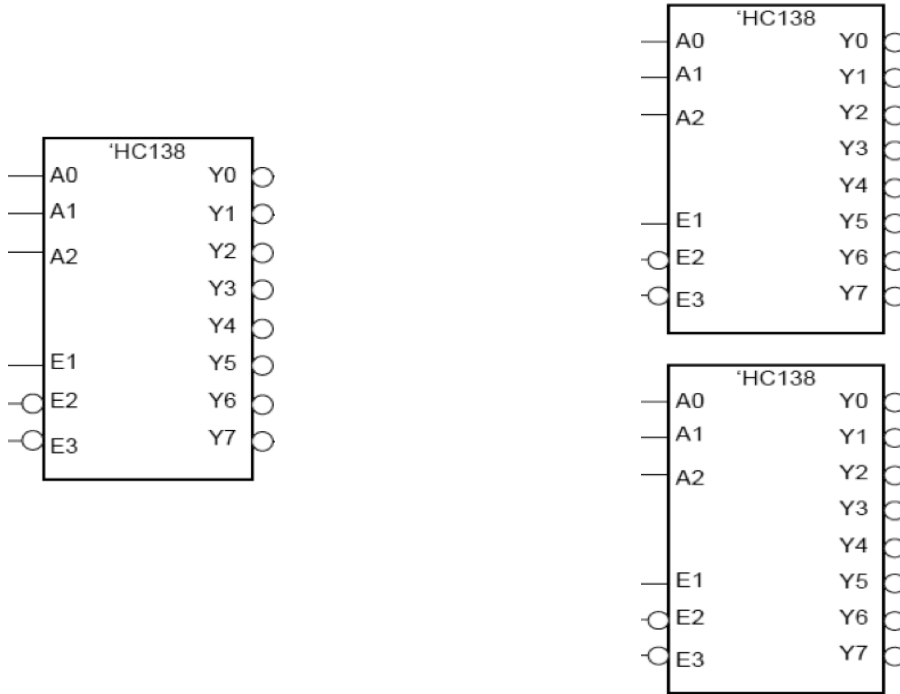 ‘HC138
A0 Y0
A1 Y1
A2 Y2
Y3
Y4
E1 Y5
E2 Y6
E3 Y7
‘HC138
A0 Y0
A1 Y1
A2 Y2
Y3
Y4
E1 Y5
E2 Y6
E3 Y7
‘HC138
A0 Y0
A1 Y1
A2 Y2
Y3
Y4
E1 Y5
E2 Y6
E3 Y7